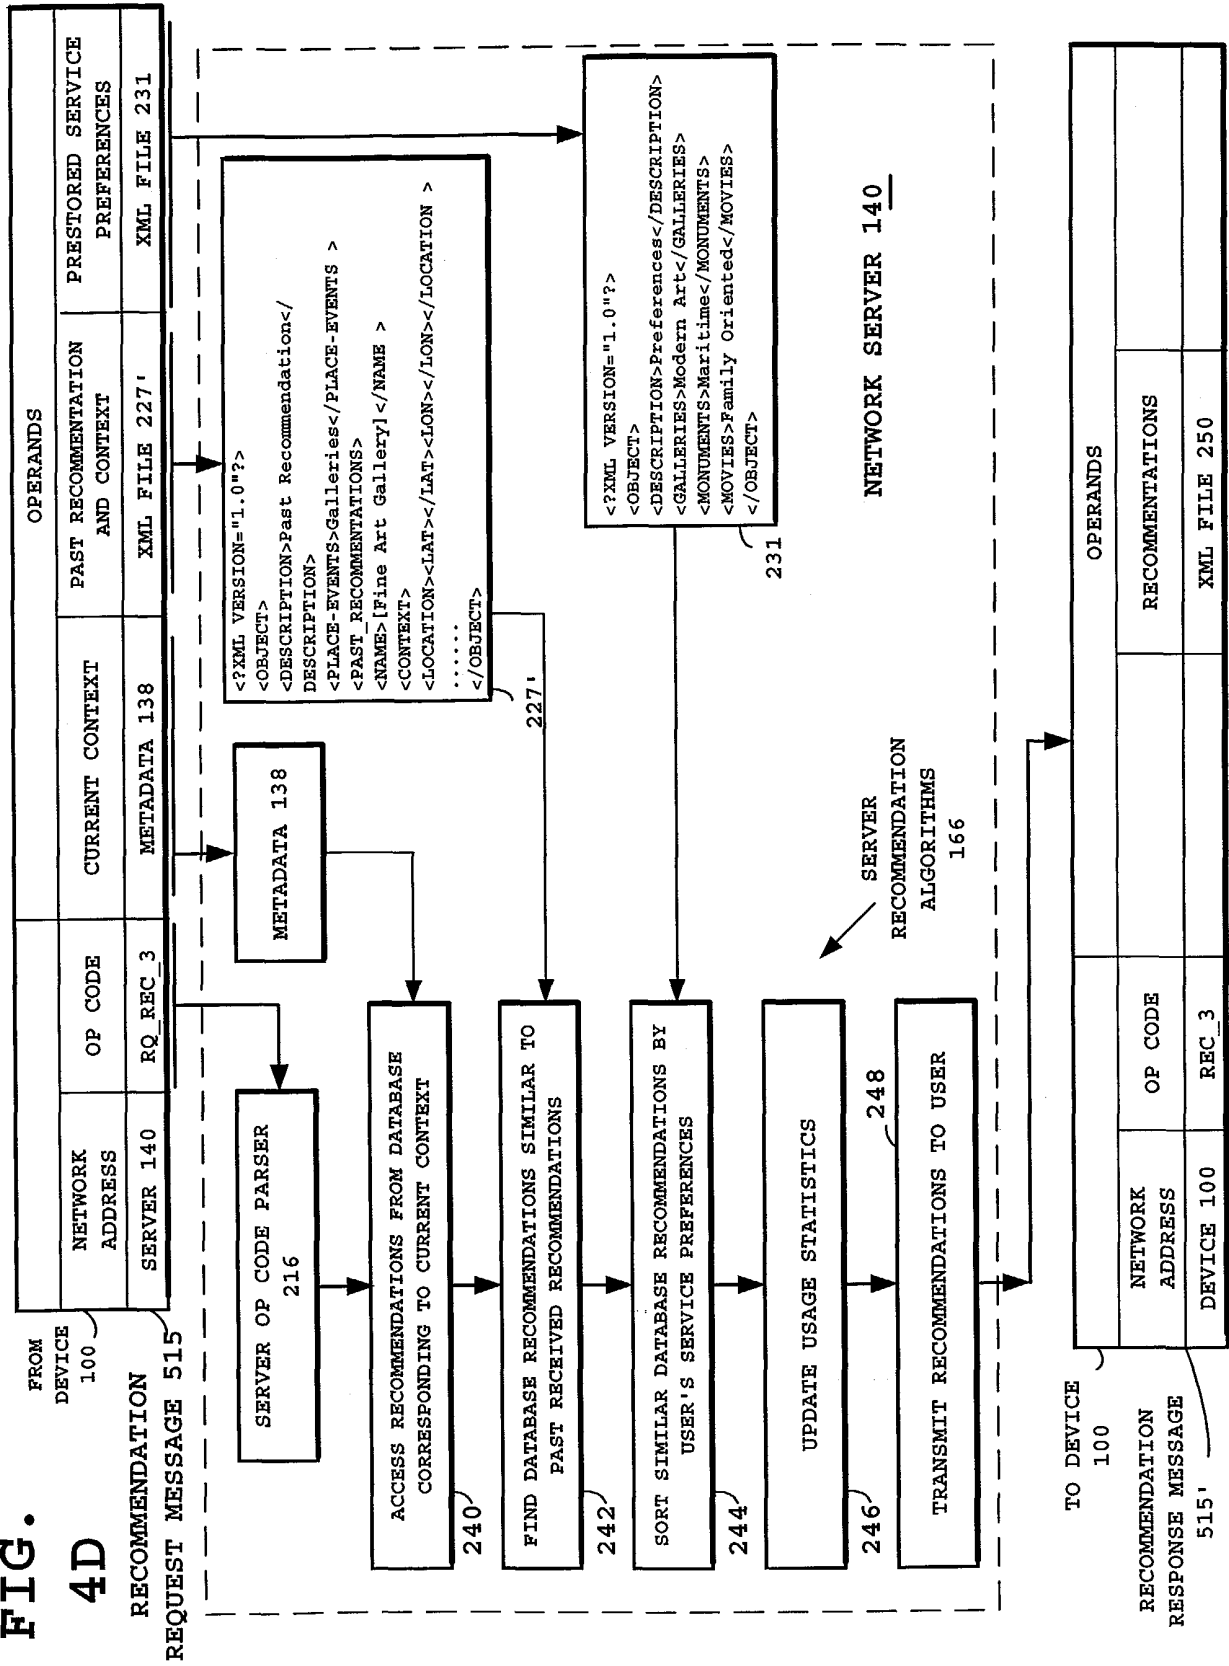 FIG.
4D
FROM
DEVICE
100
RECOMMENDATION
REQUEST MESSAGE 515
OPERANDS
NETWORK
ADDRESS
OP CODE
CURRENT CONTEXT
PAST RECOMMENTATION
AND CONTEXT
PRESTORED SERVICE
PREFERENCES
SERVER 140
RQ_REC_3
METADATA 138
XML FILE 227'
XML FILE 231
SERVER OP CODE PARSER
216
METADATA 138
<?XML VERSION="1.0"?>
<OBJECT>
<DESCRIPTION>Past Recommendation</
DESCRIPTION>
<PLACE-EVENTS>Galleries</PLACE-EVENTS >
<PAST_RECOMMENTATIONS>
<NAME>[Fine Art Gallery]</NAME >
<CONTEXT>
<LOCATION><LAT></LAT><LON></LON></LOCATION >
......
</OBJECT>
227'
<?XML VERSION="1.0"?>
<OBJECT>
<DESCRIPTION>Preferences</DESCRIPTION>
<GALLERIES>Modern Art</GALLERIES>
<MONUMENTS>Maritime</MONUMENTS>
<MOVIES>Family Oriented</MOVIES>
</OBJECT>
231
ACCESS RECOMMENDATIONS FROM DATABASE
CORRESPONDING TO CURRENT CONTEXT
240
FIND DATABASE RECOMMENDATIONS SIMILAR TO
PAST RECEIVED RECOMMENDATIONS
242
SORT SIMILAR DATABASE RECOMMENDATIONS BY
USER'S SERVICE PREFERENCES
244
UPDATE USAGE STATISTICS
246
TRANSMIT RECOMMENDATIONS TO USER
248
SERVER
RECOMMENDATION
ALGORITHMS
166
NETWORK SERVER 140
TO DEVICE
100
RECOMMENDATION
RESPONSE MESSAGE
515'
OPERANDS
NETWORK
ADDRESS
OP CODE
RECOMMENTATIONS
DEVICE 100
REC_3
XML FILE 250